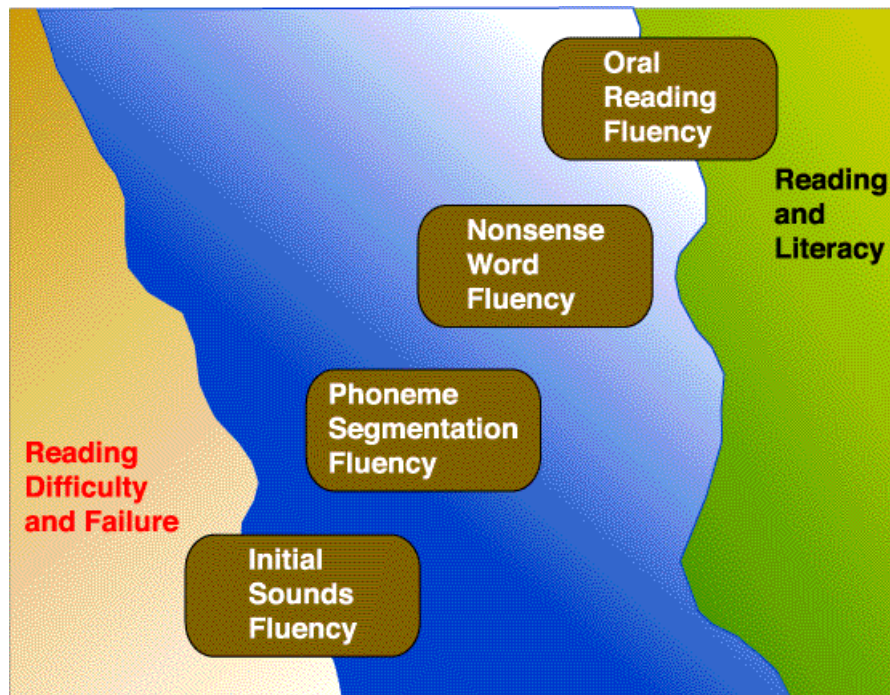 Oral
Reading
Fluency
Reading
and
Literacy
Nonsense
Word
Fluency
Phoneme
Segmentation
Fluency
Reading
Difficulty
and Failure
Initial
Sounds
Fluency